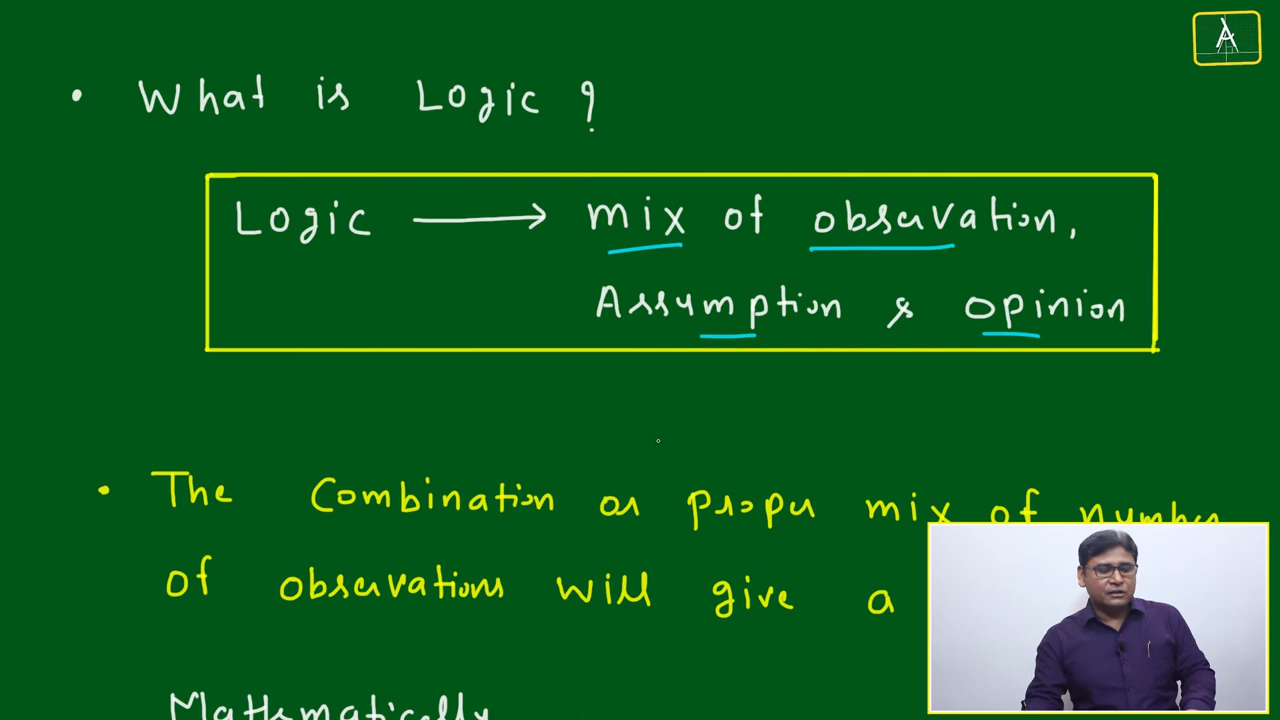 • What is Logic ?
Logic ⟶ mix of observation,
Assumption & opinion
• The Combination or proper mix of number
of observations will give a
Mathematically